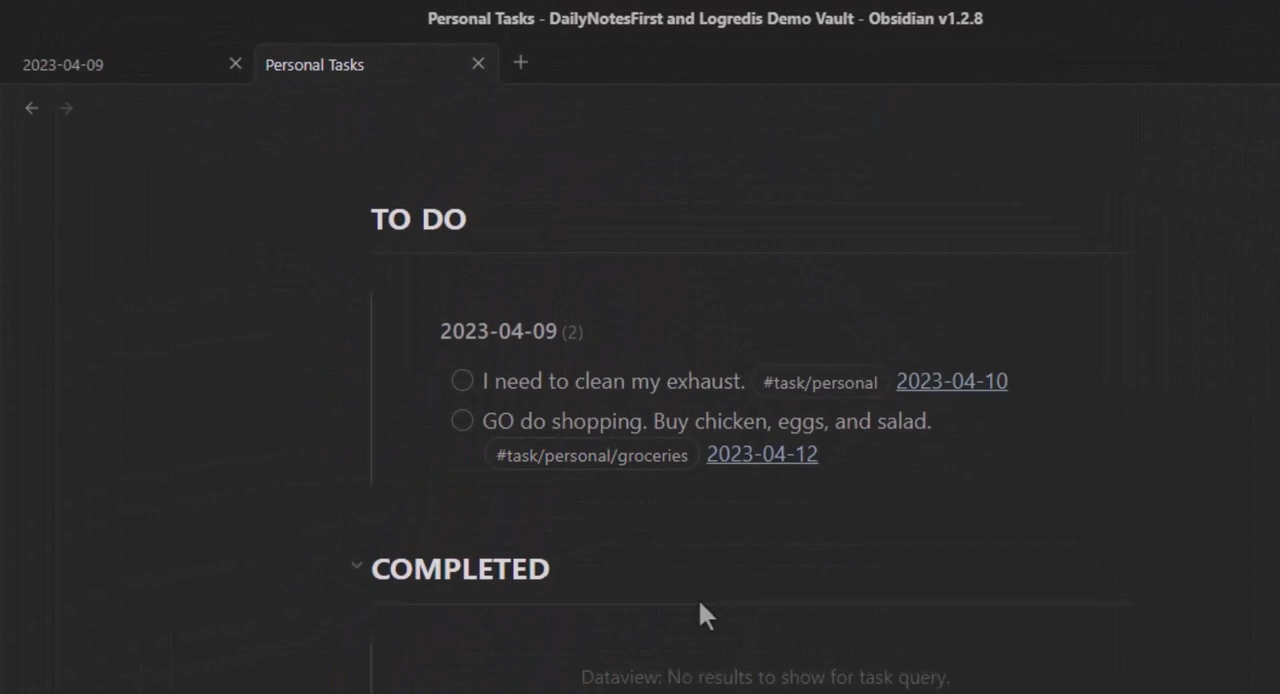 Personal Tasks - DailyNotesFirst and Logredis Demo Vault - Obsidian v1.2.8
2023-04-09
Personal Tasks
TO DO
2023-04-09 (2)
I need to clean my exhaust. #task/personal 2023-04-10
GO do shopping. Buy chicken, eggs, and salad.
#task/personal/groceries 2023-04-12
COMPLETED
Dataview: No results to show for task query.